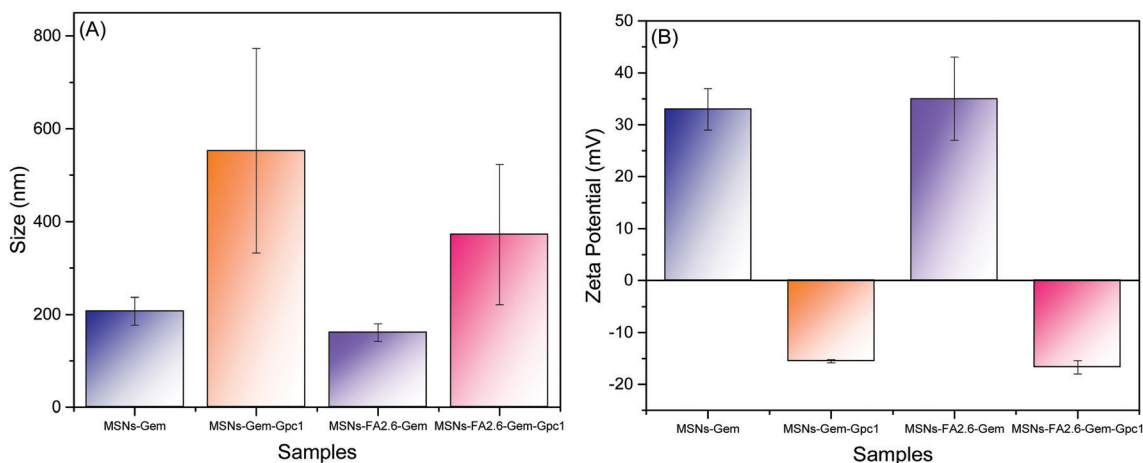 (A)
800
600
400
200
0
Size (nm)
MSNs-Gem
MSNs-Gem-Gpc1
MSNs-FA2.6-Gem
MSNs-FA2.6-Gem-Gpc1
Samples
(B)
50
40
30
20
10
0
-10
-20
Zeta Potential (mV)
MSNs-Gem
MSNs-Gem-Gpc1
MSNs-FA2.6-Gem
MSNs-FA2.6-Gem-Gpc1
Samples